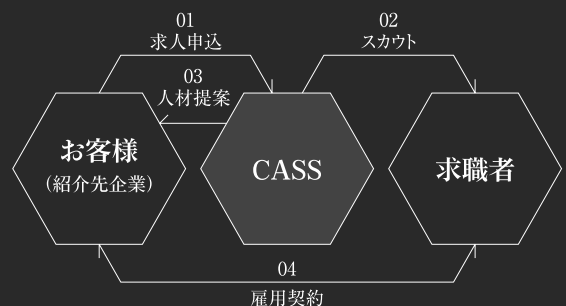 01
求人申込
02
スカウト
03
人材提案
お客様
(紹介先企業)
CASS
求職者
04
雇用契約